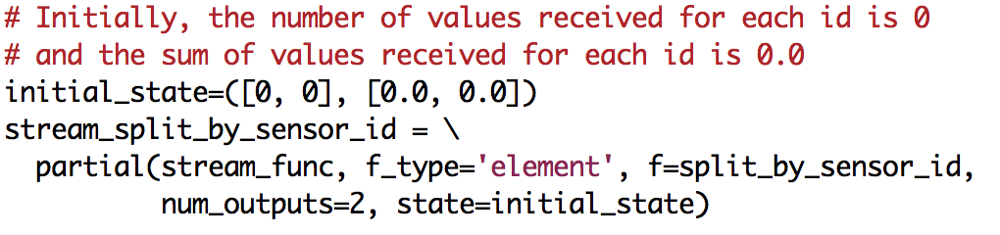 # Initially, the number of values received for each id is 0
# and the sum of values received for each id is 0.0
initial_state=([0, 0], [0.0, 0.0])
stream_split_by_sensor_id = \
  partial(stream_func, f_type='element', f=split_by_sensor_id,
          num_outputs=2, state=initial_state)